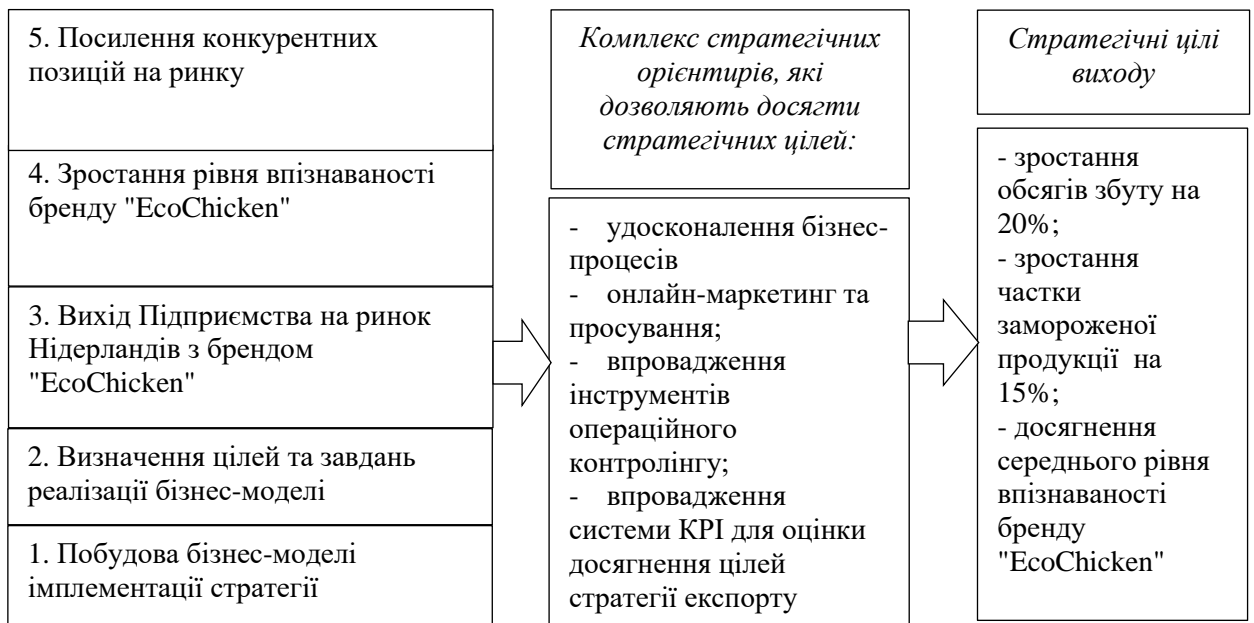 5. Посилення конкурентних
позицій на ринку
4. Зростання рівня впізнаваності
бренду "EcoChicken"
3. Вихід Підприємства на ринок
Нідерландів з брендом
"EcoChicken"
2. Визначення цілей та завдань
реалізації бізнес-моделі
1. Побудова бізнес-моделі
імплементації стратегії
Комплекс стратегічних
орієнтирів, які
дозволяють досягти
стратегічних цілей:
- удосконалення бізнес-
процесів
- онлайн-маркетинг та
просування;
- впровадження
інструментів
операційного
контролінгу;
- впровадження
системи КРІ для оцінки
досягнення цілей
стратегії експорту
Стратегічні цілі
виходу
- зростання
обсягів збуту на
20%;
- зростання
частки
замороженої
продукції на
15%;
- досягнення
середнього рівня
впізнаваності
бренду
"EcoChicken"